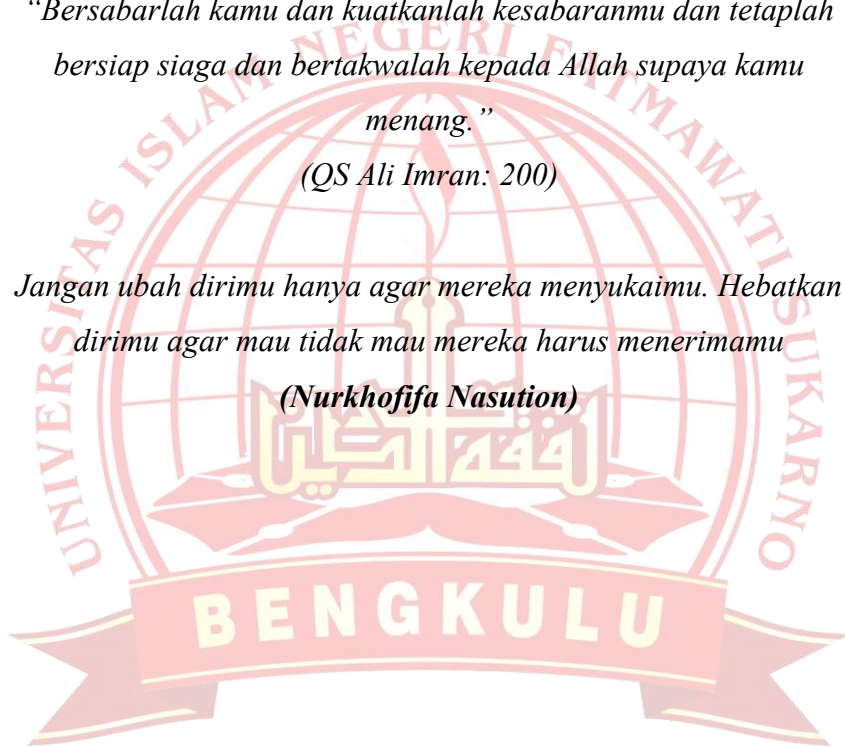 “Bersabarlah kamu dan kuatkanlah kesabaranmu dan tetaplah
bersiap siaga dan bertakwalah kepada Allah supaya kamu
menang.”
(QS Ali Imran: 200)
Jangan ubah dirimu hanya agar mereka menyukaimu. Hebatkan
dirimu agar mau tidak mau mereka harus menerimamu
(Nurkhofifa Nasution)
UNIVERSITAS ISLAM NEGERI FATMAWATI SUKARNO
BENGKULU